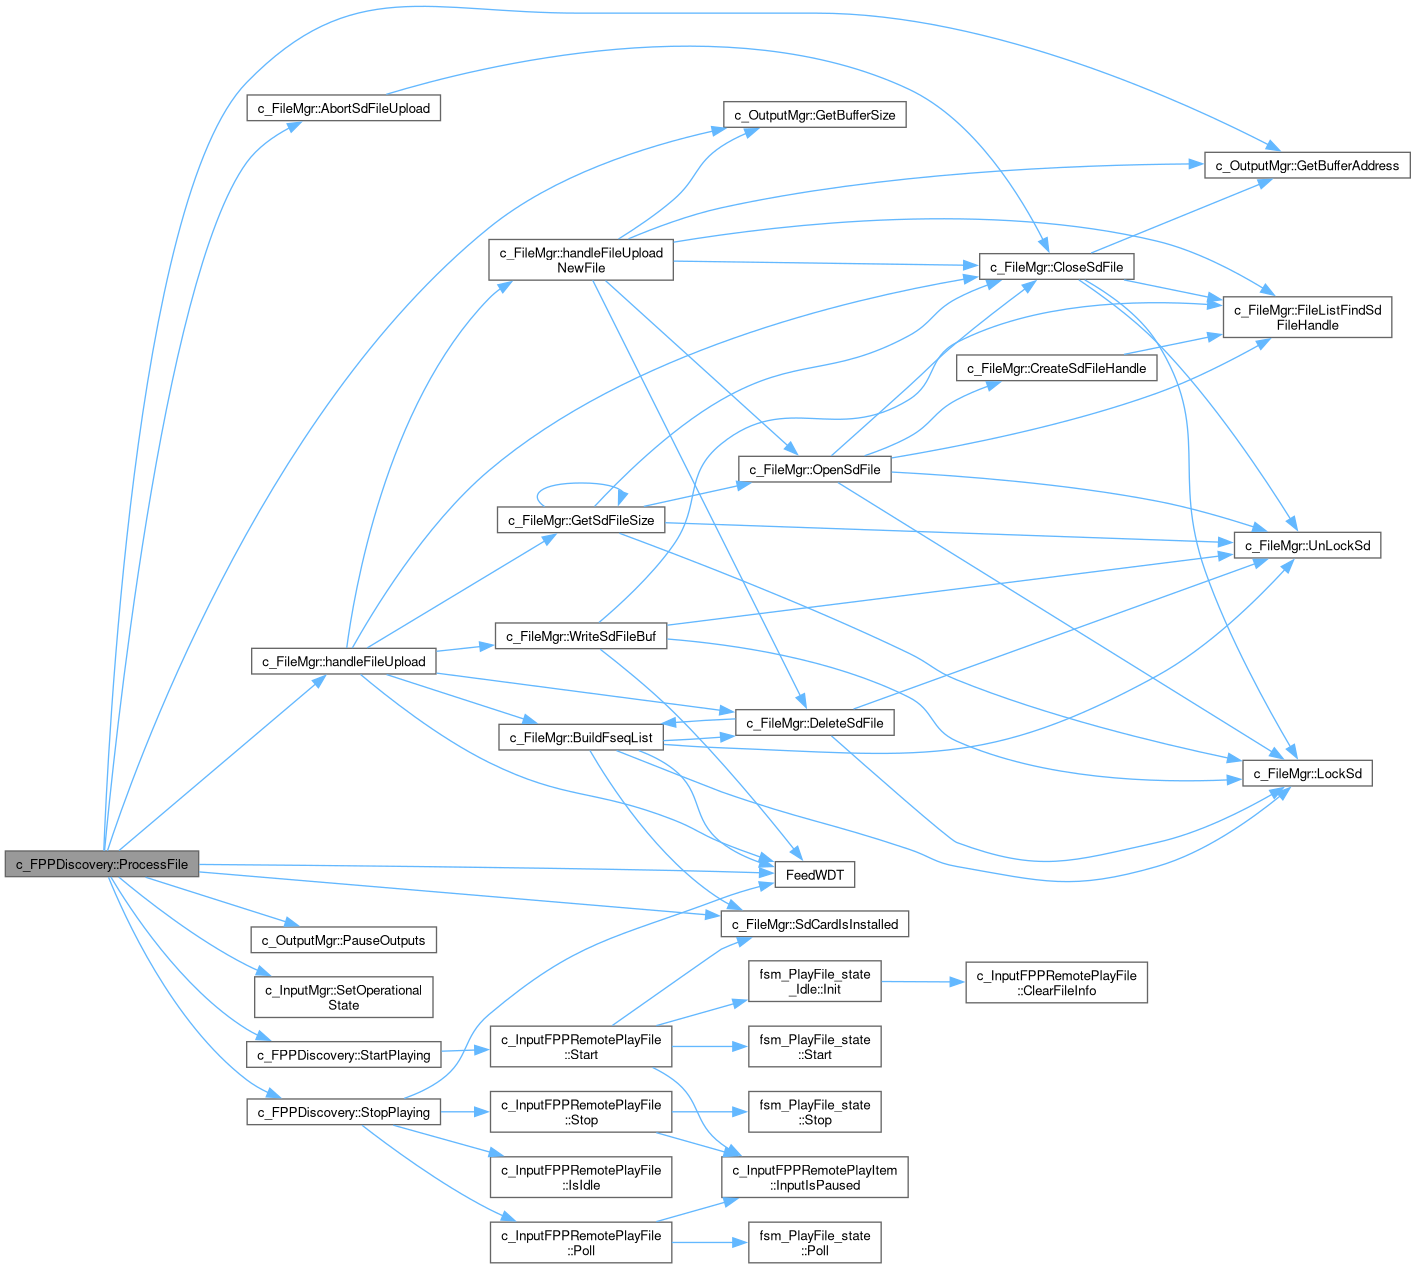 c_FileMgr::AbortSdFileUpload
c_OutputMgr::GetBufferSize
c_OutputMgr::GetBufferAddress
c_FileMgr::handleFileUpload
NewFile
c_FileMgr::CloseSdFile
c_FileMgr::FileListFindSd
FileHandle
c_FileMgr::CreateSdFileHandle
c_FileMgr::OpenSdFile
c_FileMgr::GetSdFileSize
c_FileMgr::UnLockSd
c_FileMgr::WriteSdFileBuf
c_FileMgr::handleFileUpload
c_FileMgr::DeleteSdFile
c_FileMgr::BuildFseqList
c_FileMgr::LockSd
c_FPPDiscovery::ProcessFile
FeedWDT
c_FileMgr::SdCardIsInstalled
c_OutputMgr::PauseOutputs
c_InputMgr::SetOperational
State
fsm_PlayFile_state
_Idle::Init
c_InputFPPRemotePlayFile
::ClearFileInfo
c_FPPDiscovery::StartPlaying
c_InputFPPRemotePlayFile
::Start
fsm_PlayFile_state
::Start
c_FPPDiscovery::StopPlaying
c_InputFPPRemotePlayFile
::Stop
fsm_PlayFile_state
::Stop
c_InputFPPRemotePlayFile
::IsIdle
c_InputFPPRemotePlayItem
::InputIsPaused
c_InputFPPRemotePlayFile
::Poll
fsm_PlayFile_state
::Poll